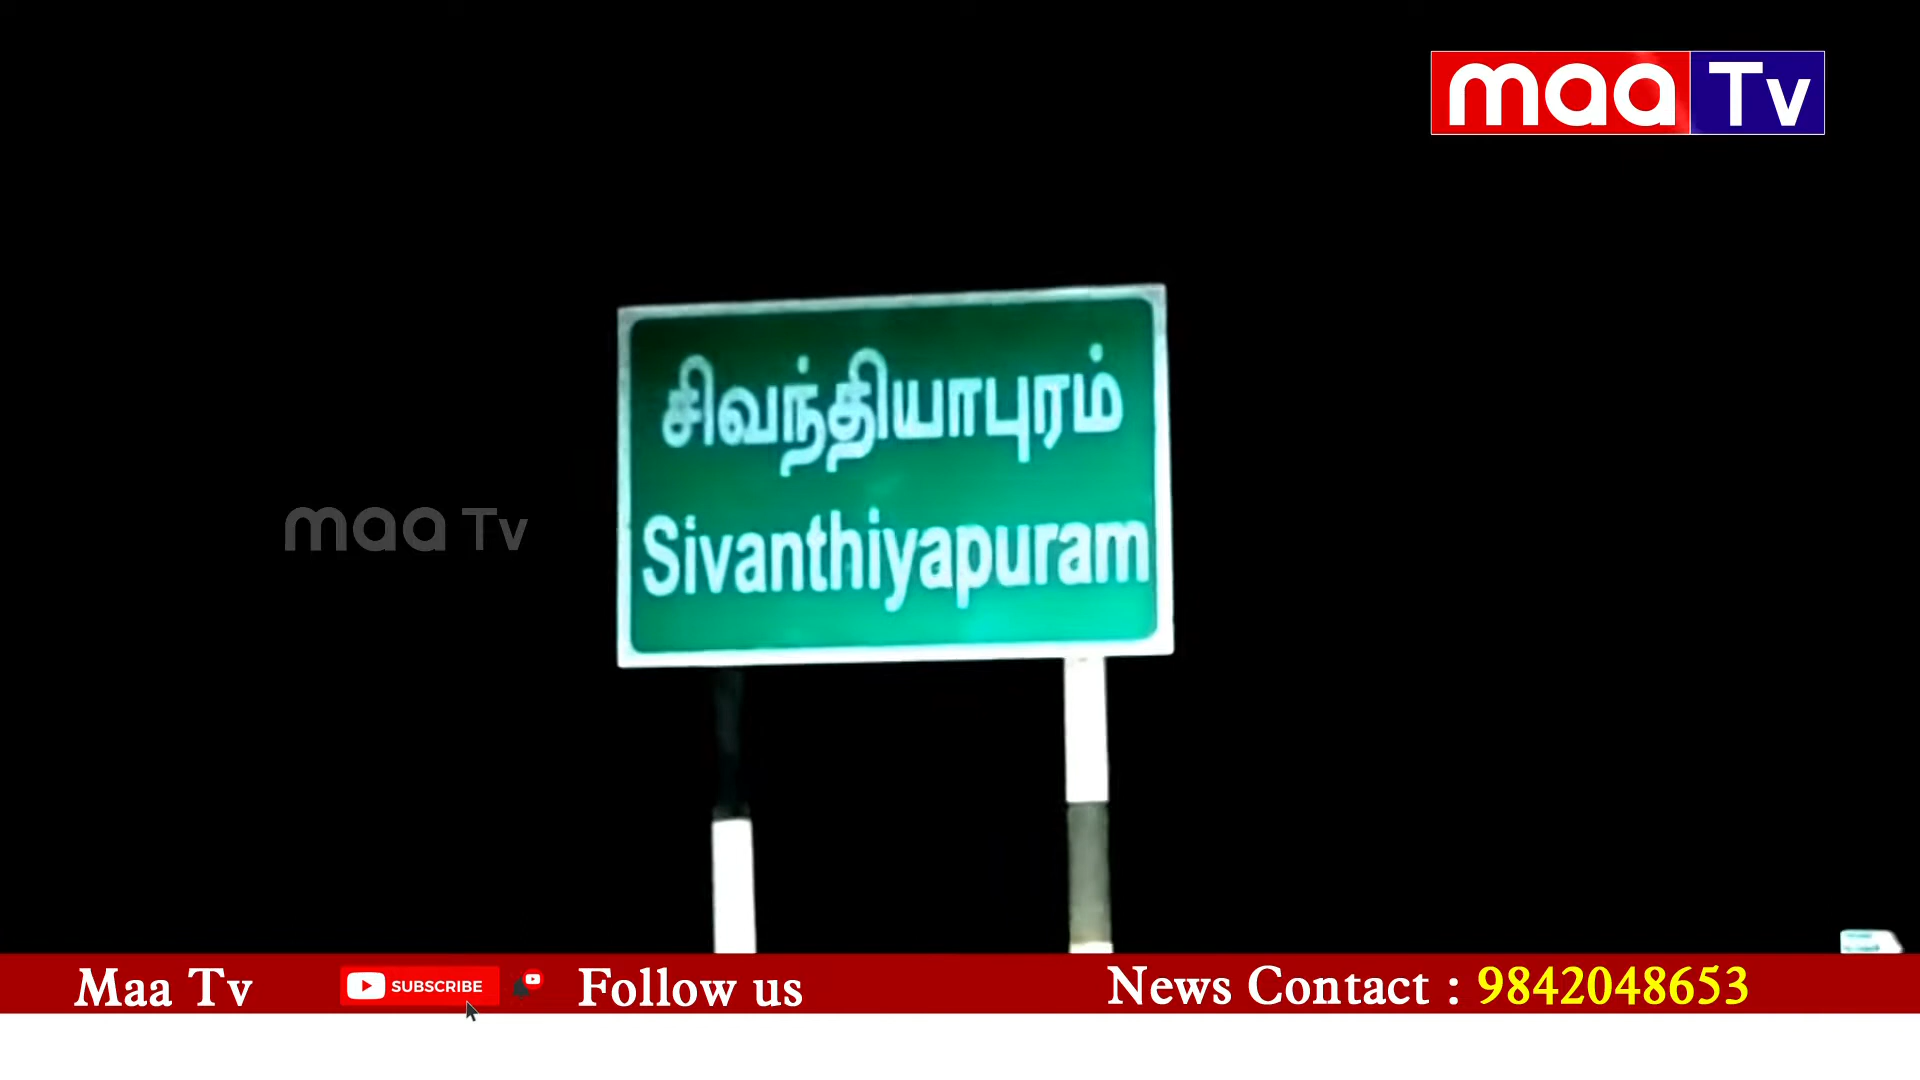 maa Tv
சிவந்தியாபுரம்
Sivanthiyapuram
maa Tv
Maa Tv SUBSCRIBE Follow us News Contact : 9842048653